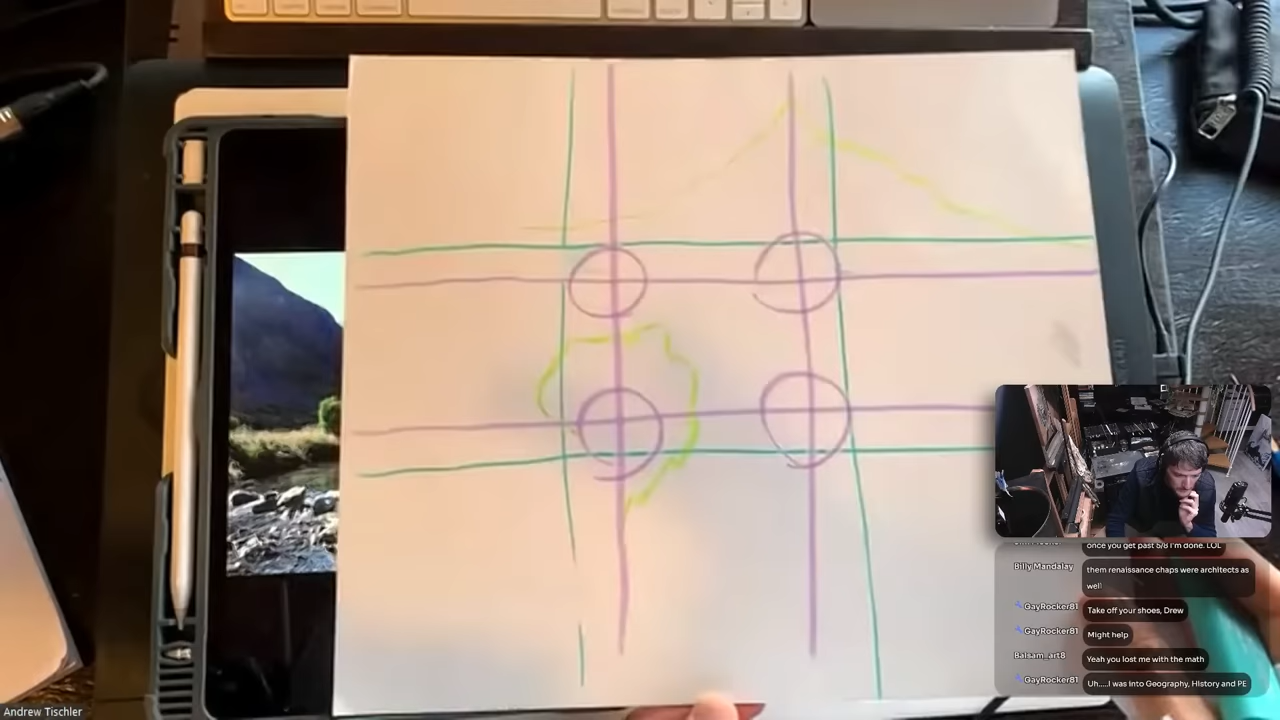 once you get past 5/8 I'm done. LOL
Billy Mandalay
them renaissance chaps were architects as
well
GayRocker81
Take off your shoes, Drew
GayRocker81
Might help
Balsam_art8
Yeah you lost me with the math
GayRocker81
Uh.....I was into Geography, History and PE
Andrew Tischler